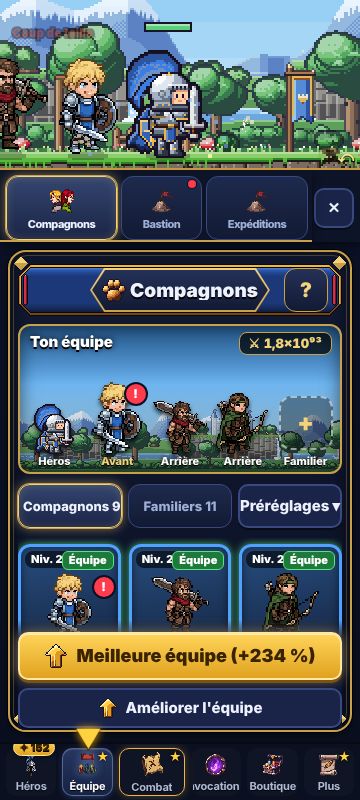 Coup de taille
Compagnons
Bastion
Expéditions
×
Compagnons
?
Ton équipe
⚔ 1,8×10⁹³
!
Héros
Avant
Arrière
Arrière
+
Familier
Compagnons 9
Familiers 11
Préréglages ▾
Niv. 2
Équipe
Niv. 2
Équipe
Niv. 2
Équipe
!
Meilleure équipe (+234 %)
Améliorer l'équipe
182
Héros
Équipe
Combat
vocation
Boutique
Plus